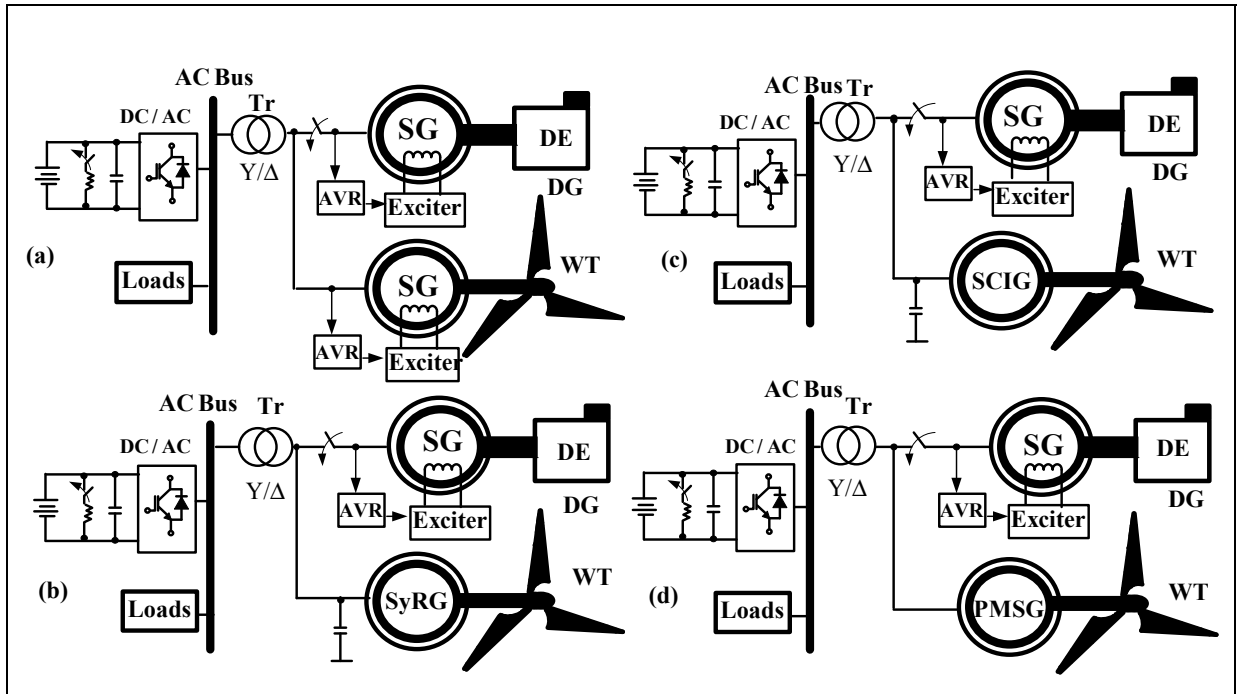 AC Bus
Tr
DC / AC
Y/Δ
SG
DE
DG
AVR
Exciter
(a)
Loads
SG
WT
AVR
Exciter
AC Bus
Tr
DC / AC
Y/Δ
SG
DE
DG
AVR
Exciter
(c)
Loads
SCIG
WT
AC Bus
Tr
DC / AC
Y/Δ
SG
DE
DG
AVR
Exciter
(b)
Loads
SyRG
WT
AC Bus
Tr
DC / AC
Y/Δ
SG
DE
DG
AVR
Exciter
(d)
Loads
PMSG
WT